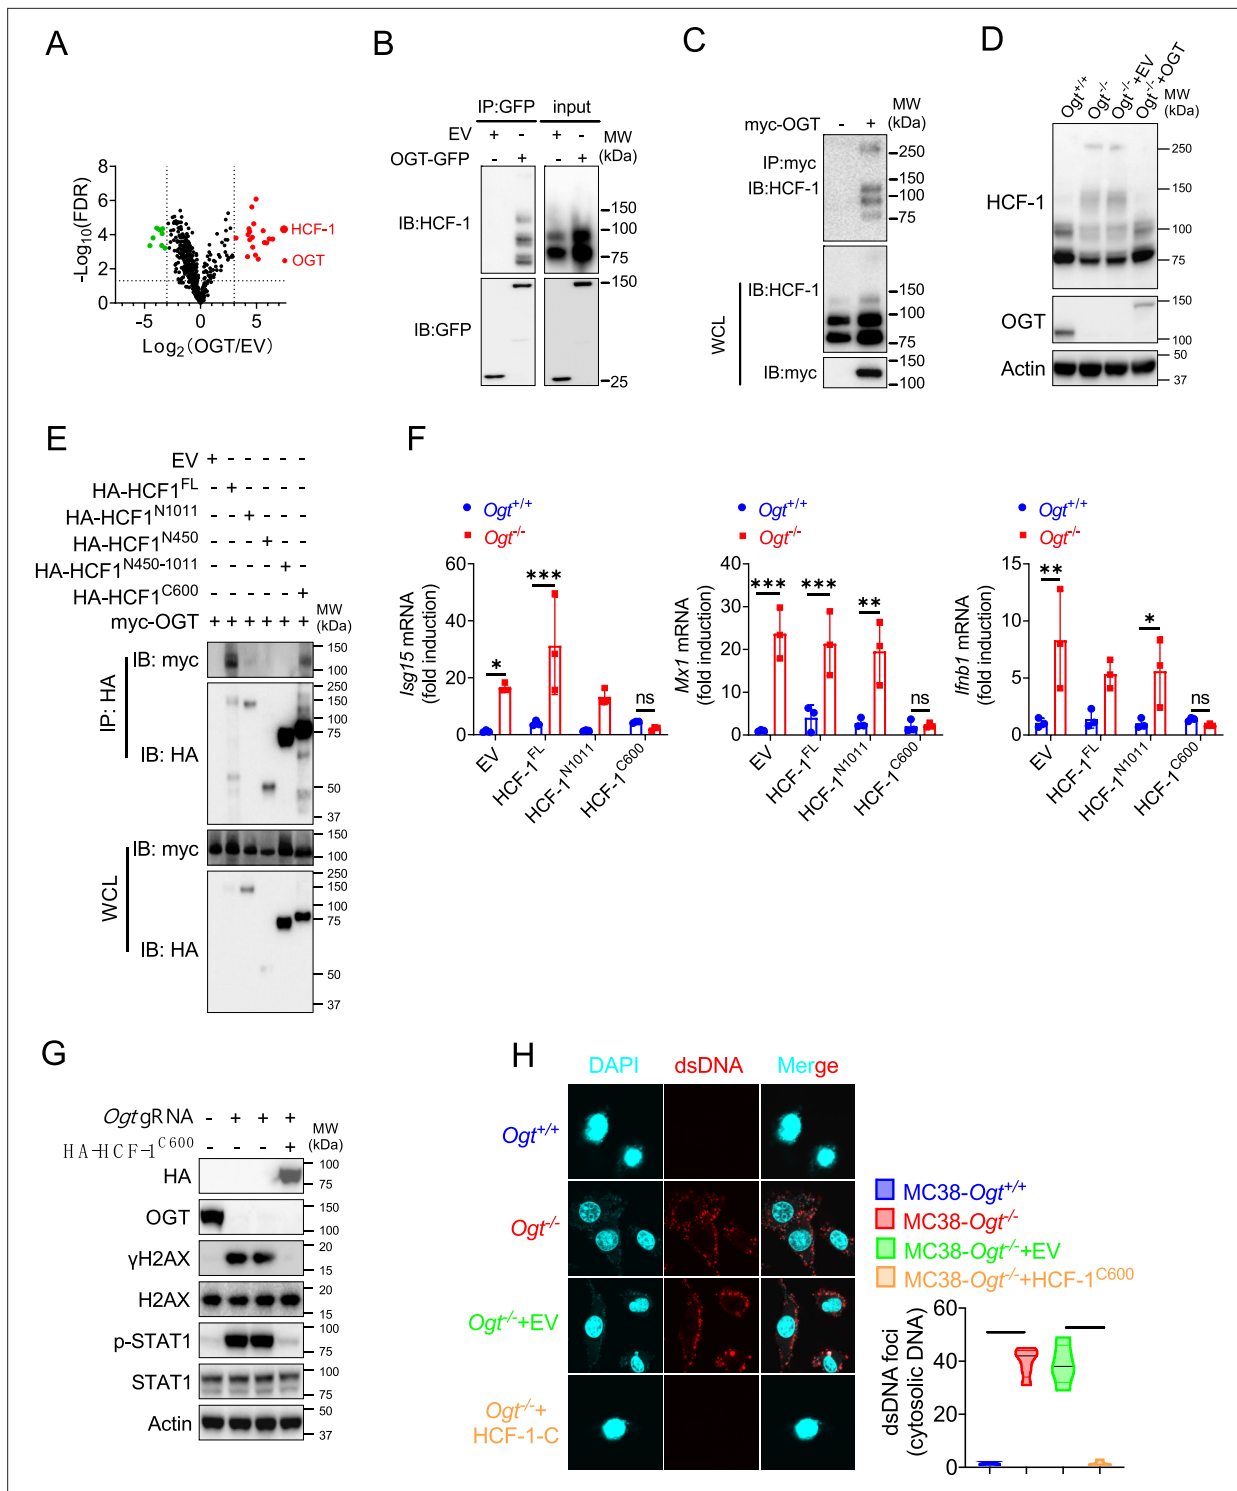 A
-Log10(FDR)
8
6
4
2
0
-5
0
5
Log2(OGT/EV)
HCF-1
OGT
B
IP:GFP
input
EV
+
-
+
-
MW
(kDa)
OGT-GFP
-
+
-
+
IB:HCF-1
150
100
75
150
IB:GFP
25
C
MW
(kDa)
myc-OGT
-
+
IP:myc
IB:HCF-1
250
150
100
75
WCL
IB:HCF-1
150
100
75
IB:myc
150
100
D
Ogt+/+
Ogt-/-
Ogt-/-+EV
Ogt-/-+OGT
MW
(kDa)
HCF-1
250
150
100
75
OGT
150
100
Actin
50
37
E
EV
+ - - - - -
HA-HCF1FL
- + - - - -
HA-HCF1N1011
- - + - - -
HA-HCF1N450
- - - + - -
HA-HCF1N450-1011
- - - - + -
HA-HCF1C600
- - - - - +
myc-OGT
+ + + + + +
MW
(kDa)
IP: HA
IB: myc
150
100
IB: HA
250
150
100
75
50
37
WCL
IB: myc
150
100
IB: HA
250
150
100
75
50
37
F
Ogt+/+
Ogt-/-
Isg15 mRNA
(fold induction)
60
40
20
0
*
***
ns
EV
HCF-1FL
HCF-1N1011
HCF-1C600
Ogt+/+
Ogt-/-
Mx1 mRNA
(fold induction)
40
30
20
10
0
***
***
**
ns
EV
HCF-1FL
HCF-1N1011
HCF-1C600
Ogt+/+
Ogt-/-
Ifnb1 mRNA
(fold induction)
15
10
5
0
**
*
ns
EV
HCF-1FL
HCF-1N1011
HCF-1C600
G
Ogt gRNA
- + + +
HA-HCF-1C600
- - - +
MW
(kDa)
HA
100
75
OGT
150
100
γH2AX
20
15
H2AX
20
15
p-STAT1
100
75
STAT1
100
75
Actin
50
37
H
DAPI
dsDNA
Merge
Ogt+/+
Ogt-/-
Ogt-/-+EV
Ogt-/-+
HCF-1-C
MC38-Ogt+/+
MC38-Ogt-/-
MC38-Ogt-/-+EV
MC38-Ogt-/-+HCF-1C600
dsDNA foci
(cytosolic DNA)
60
40
20
0